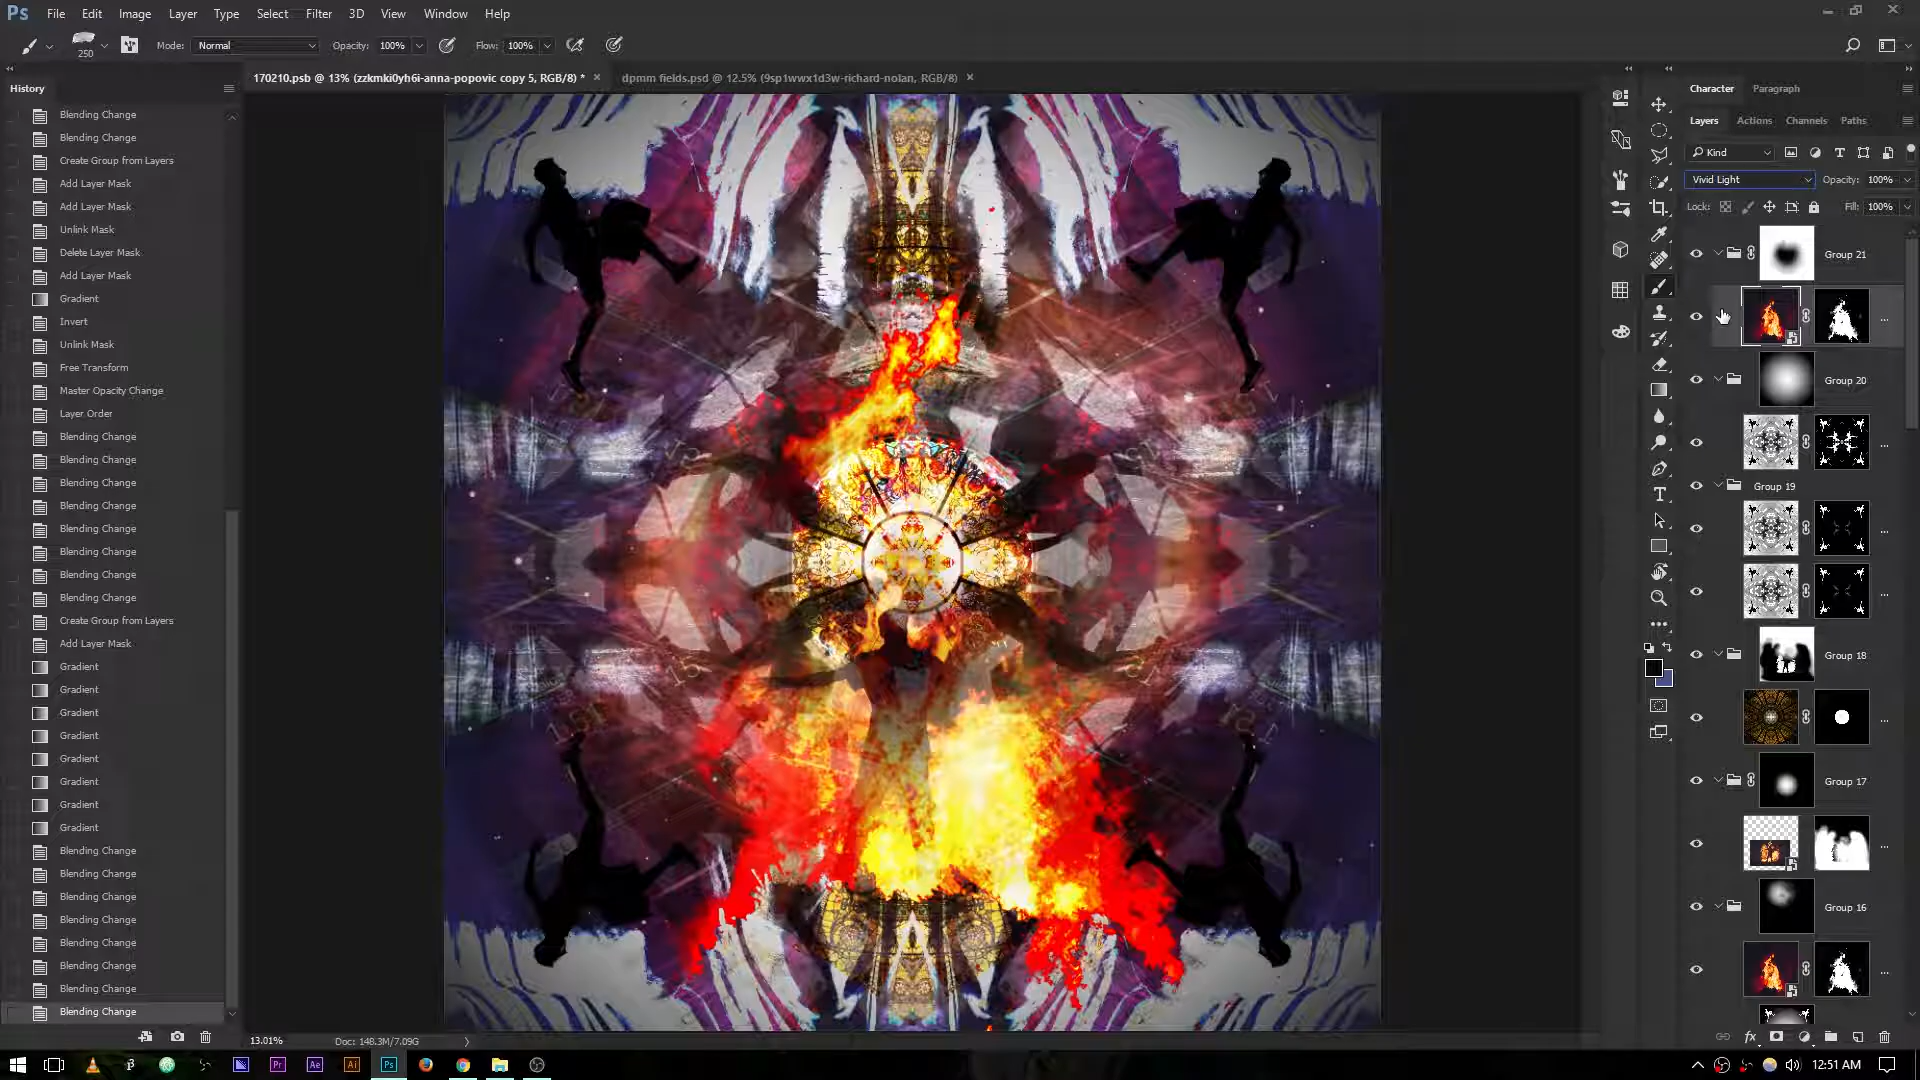 Ps File Edit Image Layer Type Select Filter 3D View Window Help
250 Mode: Normal Opacity: 100% Flow: 100%
170210.psb @ 13% (zzkmki0yh6i-anna-popovic copy 5, RGB/8) * × dpmm fields.psd @ 12.5% (9sp1wwx1d3w-richard-nolan, RGB/8) ×
History
Blending Change
Blending Change
Create Group from Layers
Add Layer Mask
Add Layer Mask
Unlink Mask
Delete Layer Mask
Add Layer Mask
Gradient
Invert
Unlink Mask
Free Transform
Master Opacity Change
Layer Order
Blending Change
Blending Change
Blending Change
Blending Change
Blending Change
Blending Change
Blending Change
Blending Change
Create Group from Layers
Add Layer Mask
Gradient
Gradient
Gradient
Gradient
Gradient
Gradient
Gradient
Gradient
Blending Change
Blending Change
Blending Change
Blending Change
Blending Change
Blending Change
Blending Change
Blending Change
13.01% Doc: 148.3M/7.09G
Character Paragraph
Layers Actions Channels Paths
Kind
Vivid Light Opacity: 100%
Lock: Fill: 100%
Group 21
...
Group 20
...
Group 19
...
...
Group 18
...
Group 17
...
Group 16
...
fx
Pr Ae Ai Ps
12:51 AM